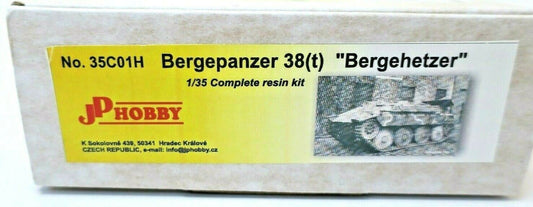 No. 35C01H Bergepanzer 38(t) "Bergehetzer"
1/35 Complete resin kit
JP HOBBY
K Sokolovně 439, 50341 Hradec Králové
CZECH REPUBLIC, e-mail: info@jphobby.cz